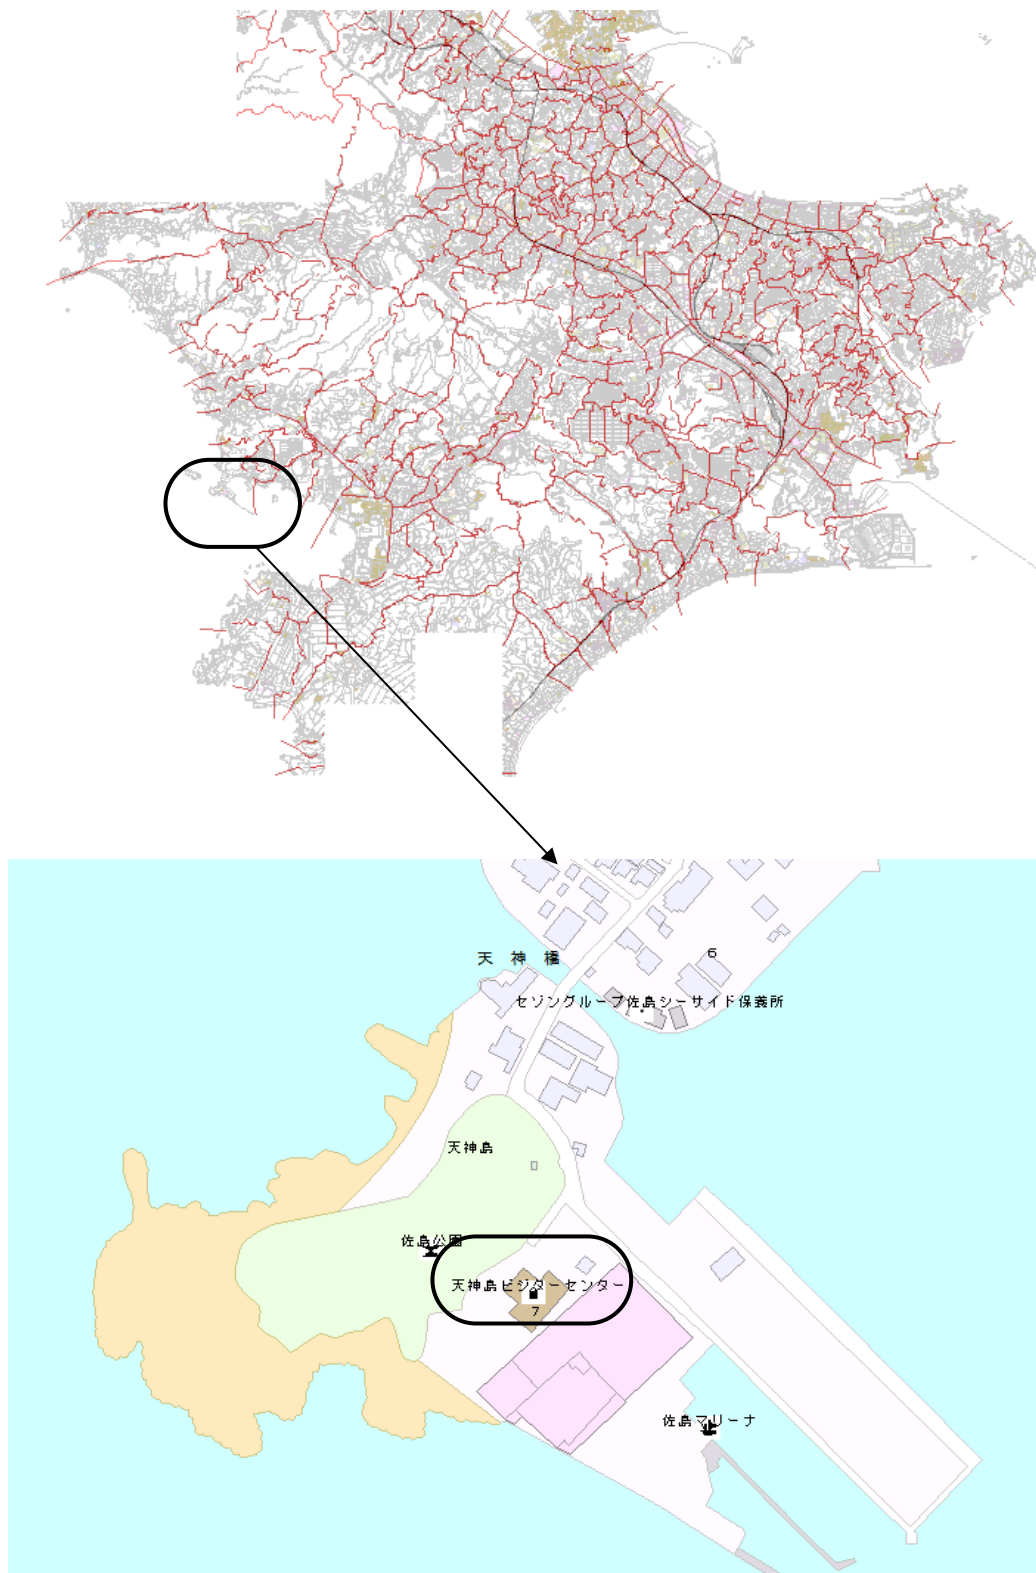 天神橋
6
セゾングループ佐島シーサイド保養所
天神島
佐島公園
天神島ビジターセンター
7
佐島マリーナ